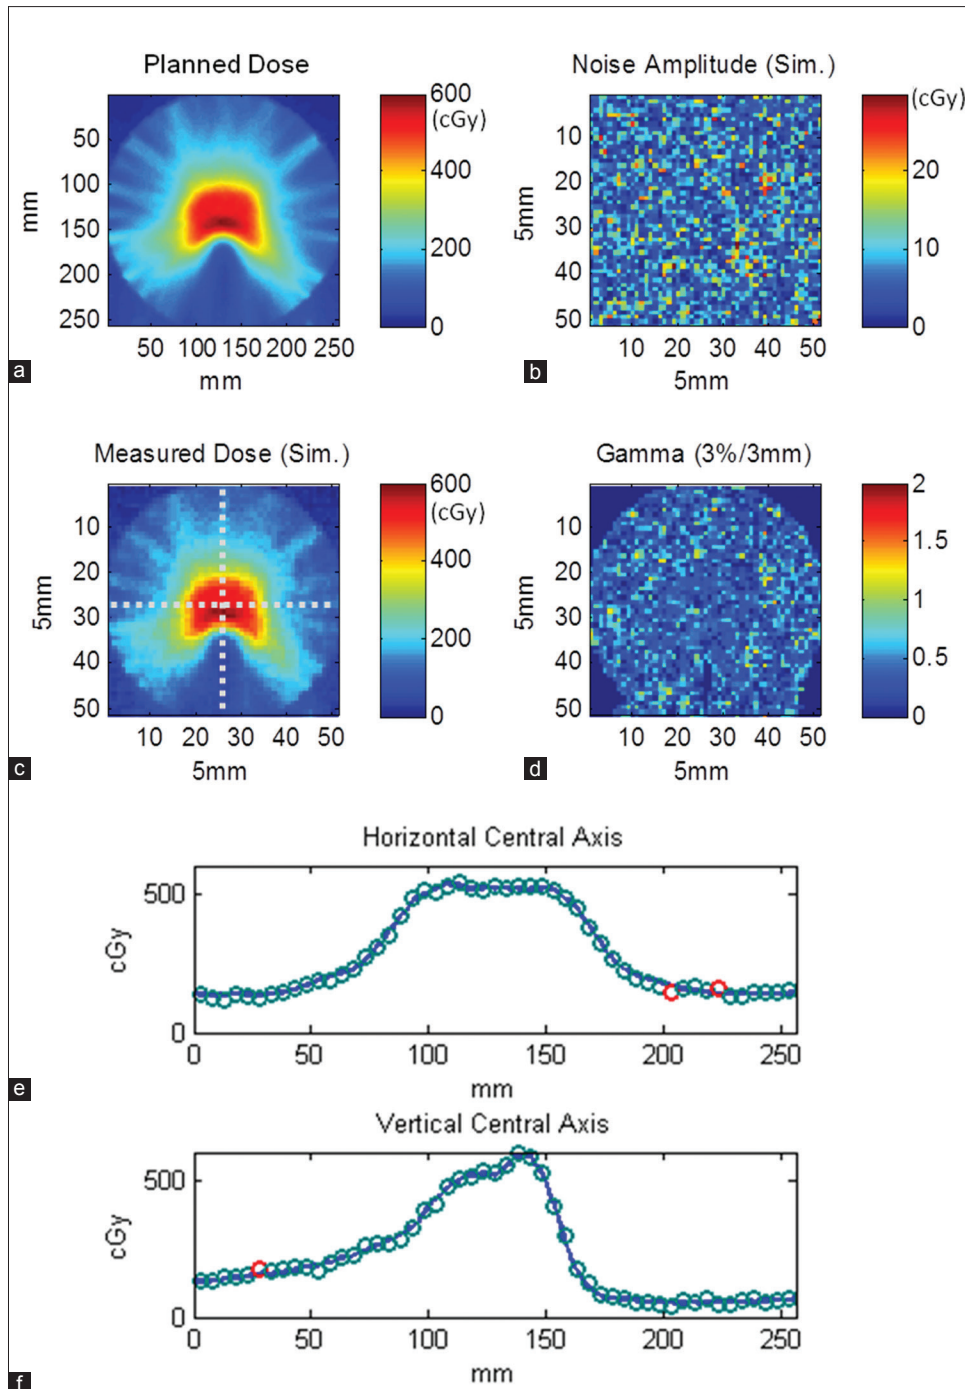 Planned Dose
mm
50
100
150
200
250
50 100 150 200 250
mm
600
(cGy)
400
200
0
a
Noise Amplitude (Sim.)
5mm
10
20
30
40
50
10 20 30 40 50
5mm
(cGy)
20
10
0
b
Measured Dose (Sim.)
5mm
10
20
30
40
50
10 20 30 40 50
5mm
600
(cGy)
400
200
0
c
Gamma (3%/3mm)
5mm
10
20
30
40
50
10 20 30 40 50
5mm
2
1.5
1
0.5
0
d
Horizontal Central Axis
cGy
500
0
0 50 100 150 200 250
mm
e
Vertical Central Axis
cGy
500
0
0 50 100 150 200 250
mm
f